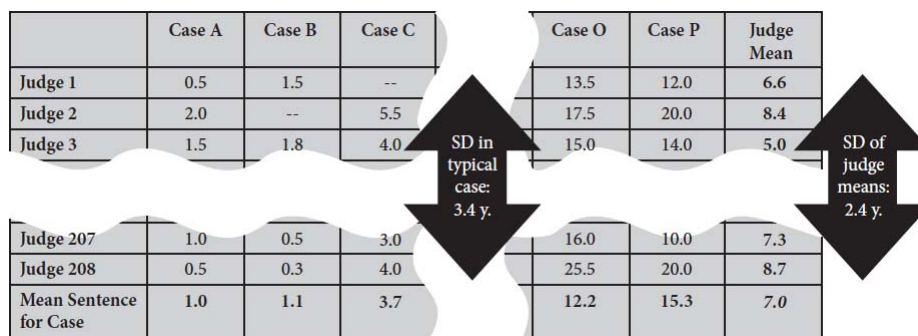 Case A Case B Case C Case O Case P Judge Mean
Judge 1 0.5 1.5 -- 13.5 12.0 6.6
Judge 2 2.0 -- 5.5 17.5 20.0 8.4
Judge 3 1.5 1.8 4.0 15.0 14.0 5.0
SD in
typical
case:
3.4 y.
SD of
judge
means:
2.4 y.
Judge 207 1.0 0.5 3.0 16.0 10.0 7.3
Judge 208 0.5 0.3 4.0 25.5 20.0 8.7
Mean Sentence for Case 1.0 1.1 3.7 12.2 15.3 7.0